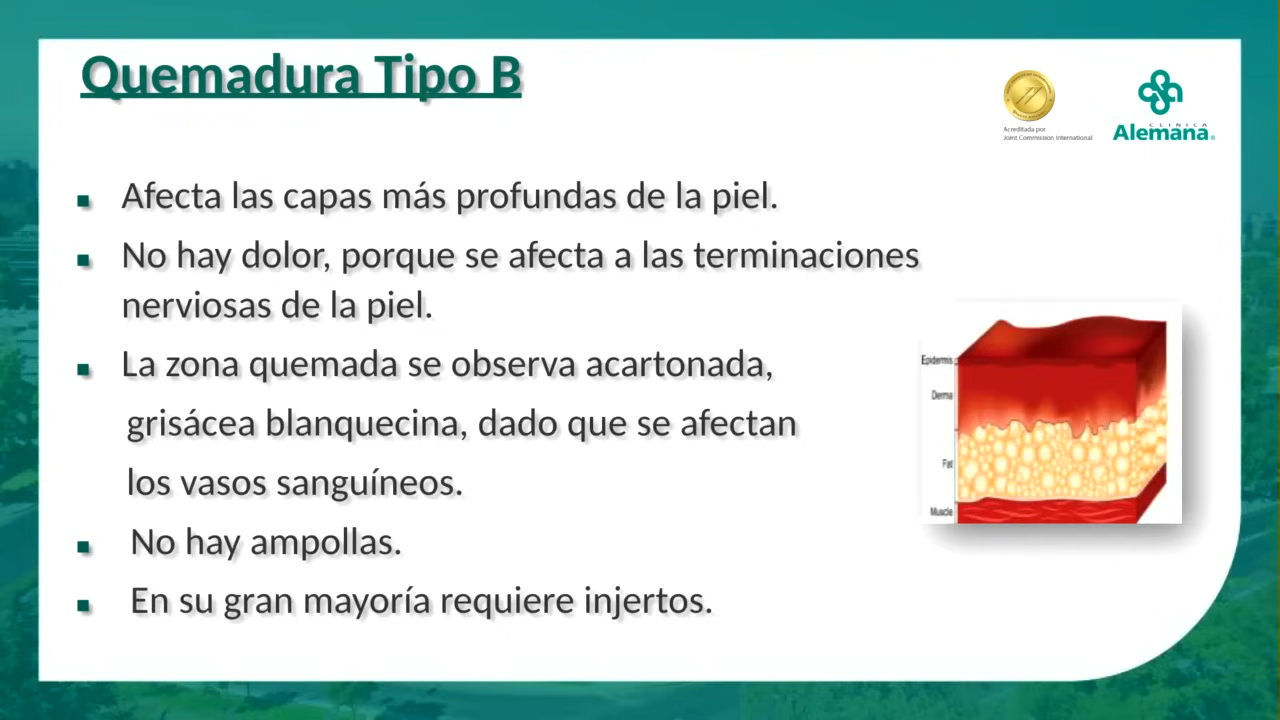 Quemadura Tipo B
Acreditada por
Joint Commission International
CLINICA
Alemana
Afecta las capas más profundas de la piel.
No hay dolor, porque se afecta a las terminaciones
nerviosas de la piel.
La zona quemada se observa acartonada,
grisácea blanquecina, dado que se afectan
los vasos sanguíneos.
No hay ampollas.
En su gran mayoría requiere injertos.
Epidermis
Derma
Fat
Muscle